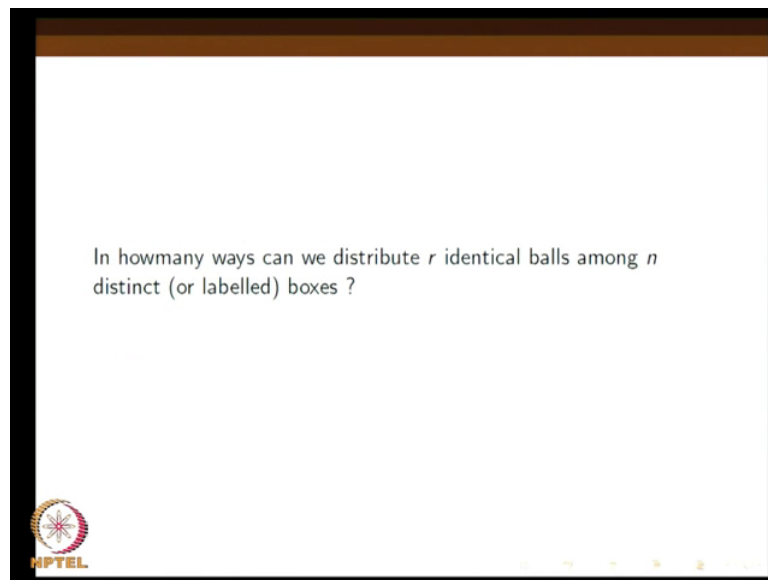 In howmany ways can we distribute r identical balls among n
distinct (or labelled) boxes ?
NPTEL